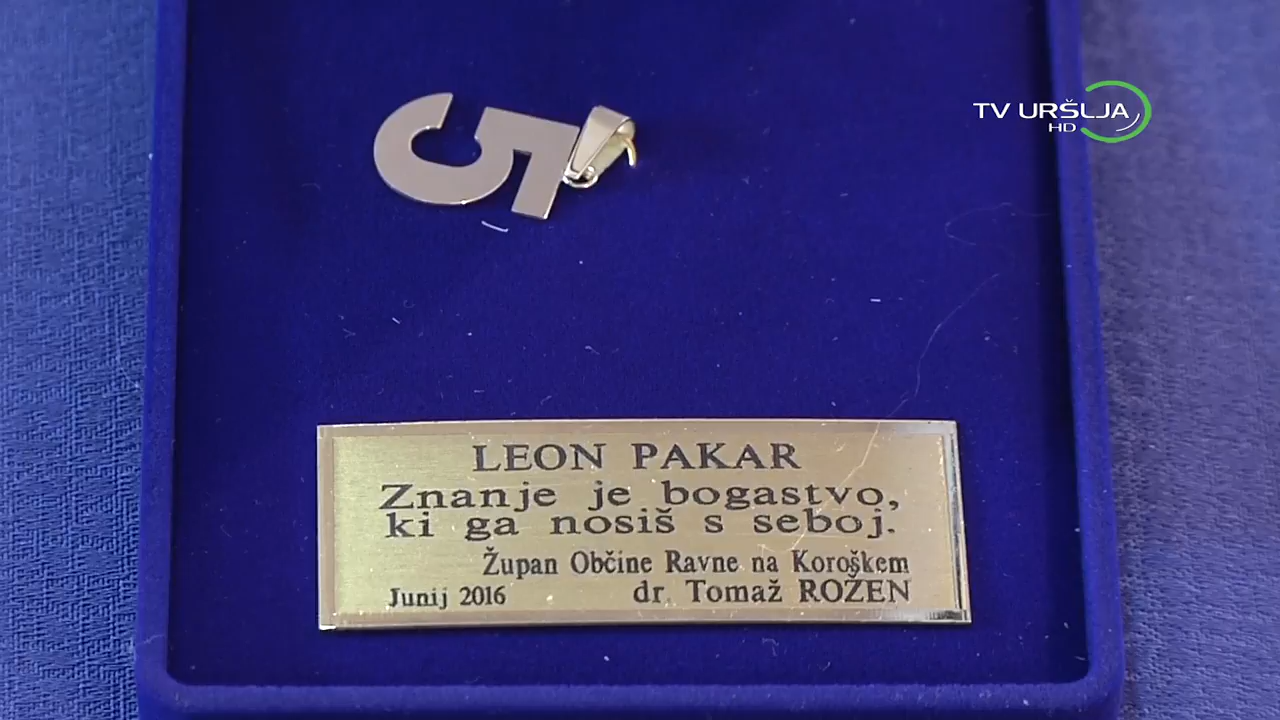 5
TV URŠLJA
HD
LEON PAKAR
Znanje je bogastvo,
ki ga nosiš s seboj.
Župan Občine Ravne na Koroškem
Junij 2016 dr. Tomaž ROŽEN